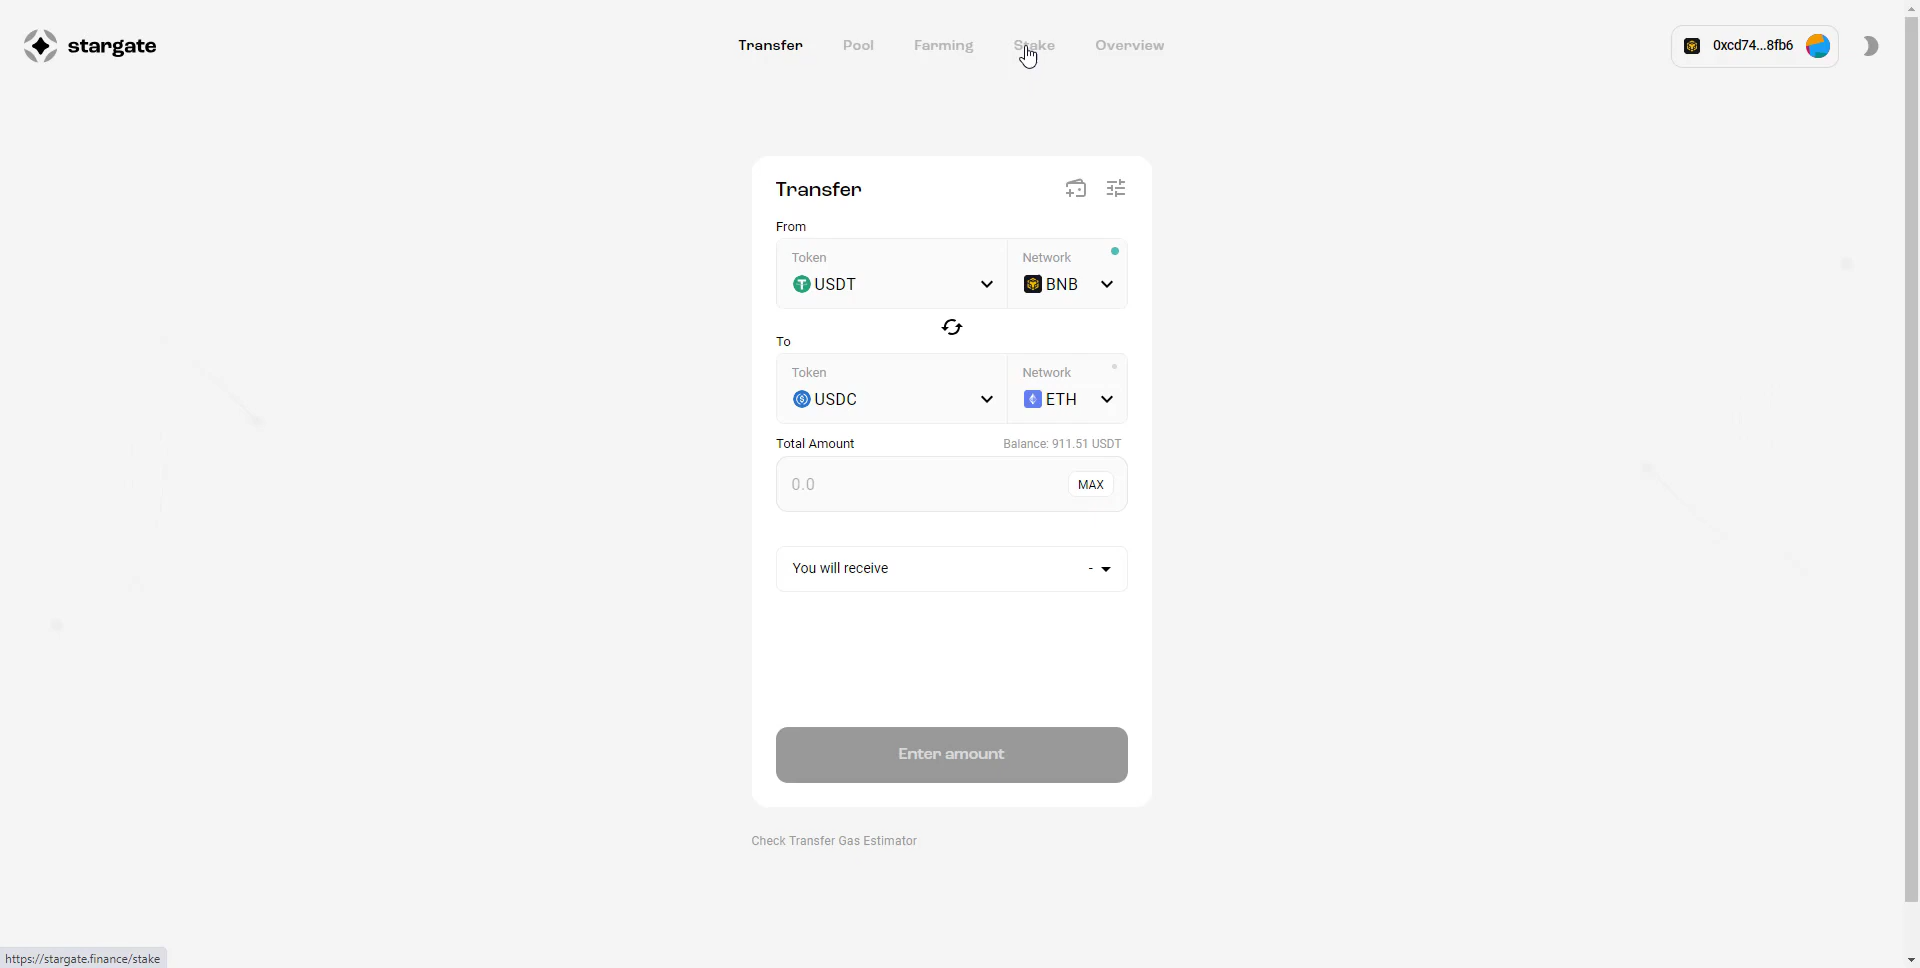 stargate
Transfer
Pool
Farming
Stake
Overview
0xcd74...8fb6
Transfer
From
Token
USDT
Network
BNB
To
Token
USDC
Network
ETH
Total Amount
Balance: 911.51 USDT
0.0
MAX
You will receive
-
Enter amount
Check Transfer Gas Estimator
https://stargate.finance/stake